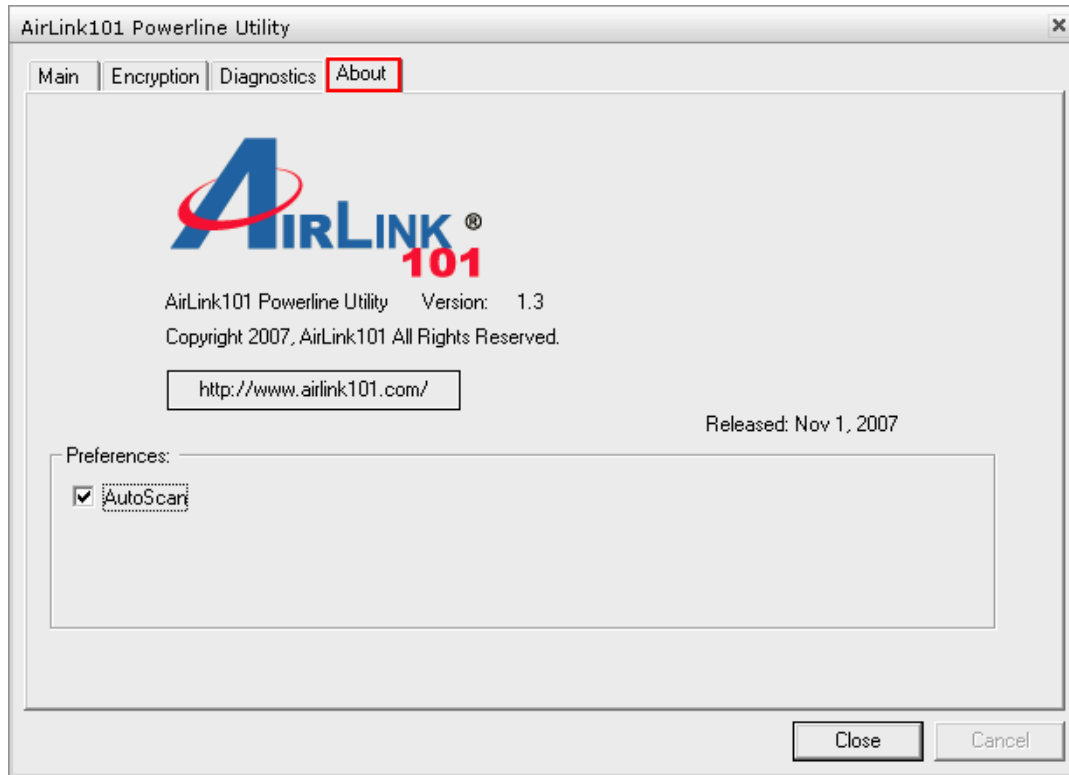 AirLink101 Powerline Utility
Main Encryption Diagnostics About
AIRLINK ®
101
AirLink101 Powerline Utility Version: 1.3
Copyright 2007, AirLink101 All Rights Reserved.
http://www.airlink101.com/
Released: Nov 1, 2007
Preferences:
AutoScan
Close Cancel